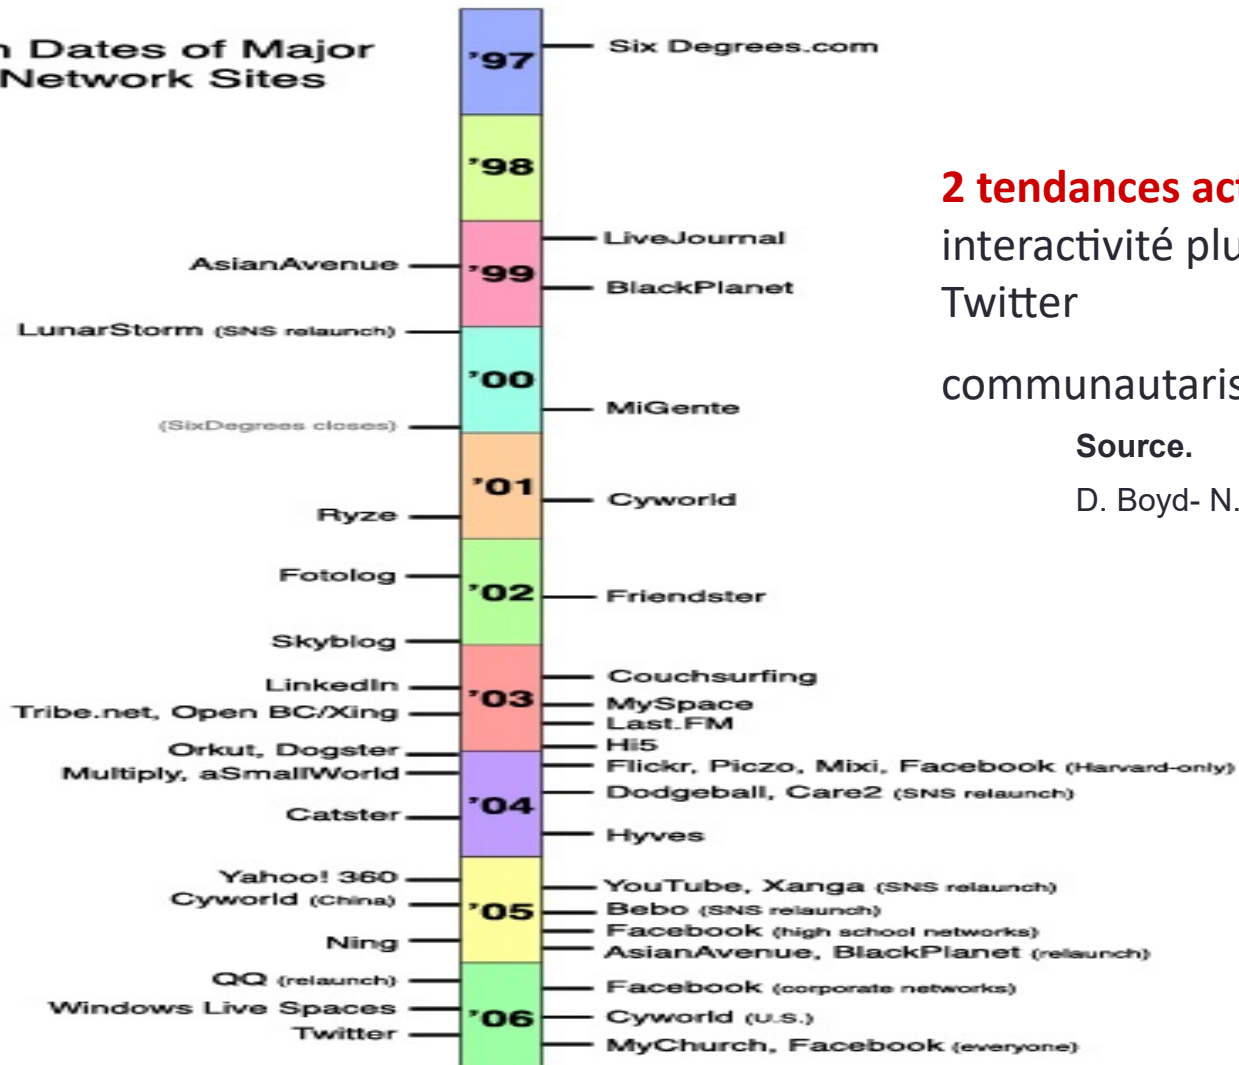 n Dates of Major
Network Sites
'97
Six Degrees.com
'98
LiveJournal
AsianAvenue
'99
BlackPlanet
LunarStorm (SNS relaunch)
'00
MiGente
(SixDegrees closes)
'01
Cyworld
Ryze
Fotolog
'02
Friendster
Skyblog
Couchsurfing
LinkedIn
'03
MySpace
Tribe.net, Open BC/Xing
Last.FM
Hi5
Orkut, Dogster
Flickr, Piczo, Mixi, Facebook (Harvard-only)
Multiply, aSmallWorld
Dodgeball, Care2 (SNS relaunch)
'04
Catster
Hyves
Yahoo! 360
YouTube, Xanga (SNS relaunch)
Cyworld (China)
'05
Bebo (SNS relaunch)
Facebook (high school networks)
Ning
AsianAvenue, BlackPlanet (relaunch)
QQ (relaunch)
Facebook (corporate networks)
Windows Live Spaces
'06
Cyworld (U.S.)
Twitter
MyChurch, Facebook (everyone)
2 tendances act
interactivité plu
Twitter
communautaris
Source.
D. Boyd- N.